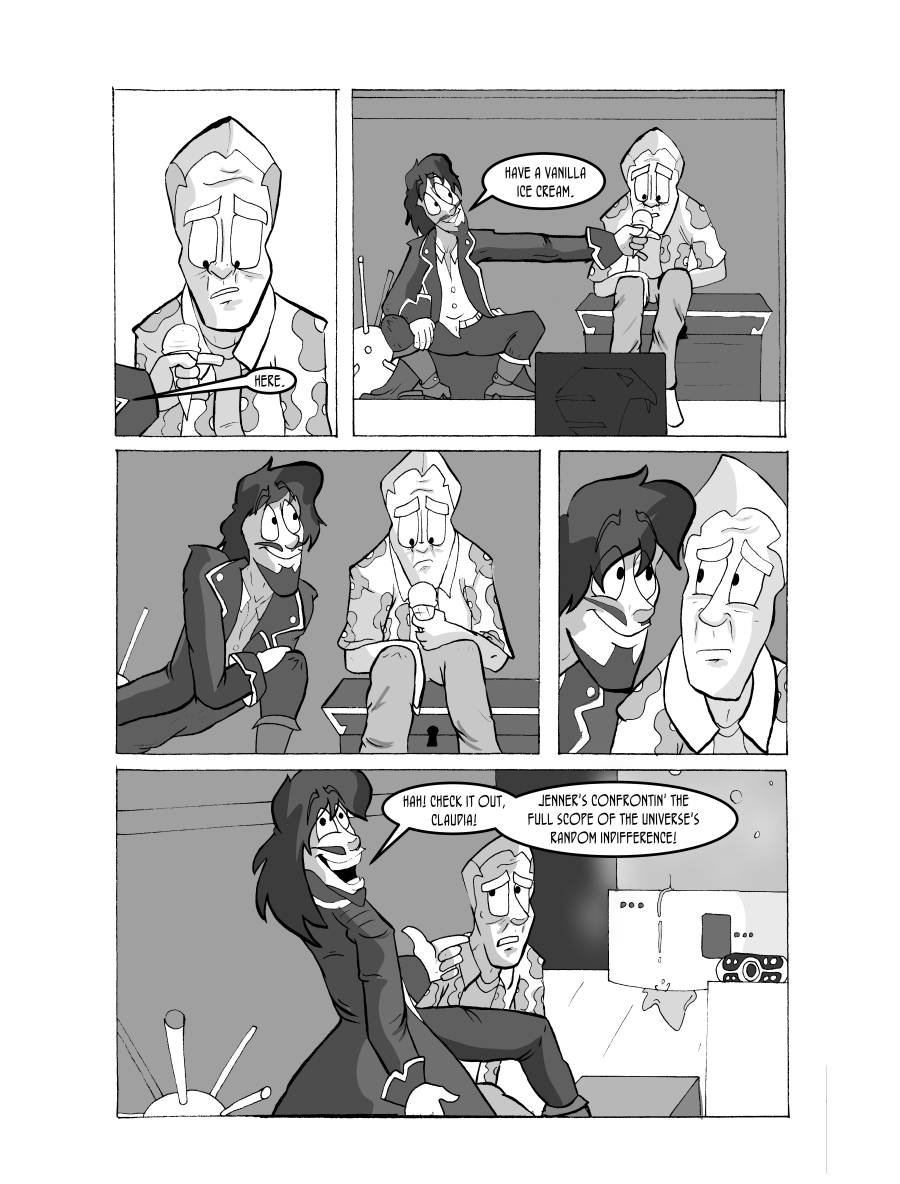 HERE.
HAVE A VANILLA
ICE CREAM.
HAH! CHECK IT OUT,
CLAUDIA!
JENNER'S CONFRONTIN' THE
FULL SCOPE OF THE UNIVERSE'S
RANDOM INDIFFERENCE!